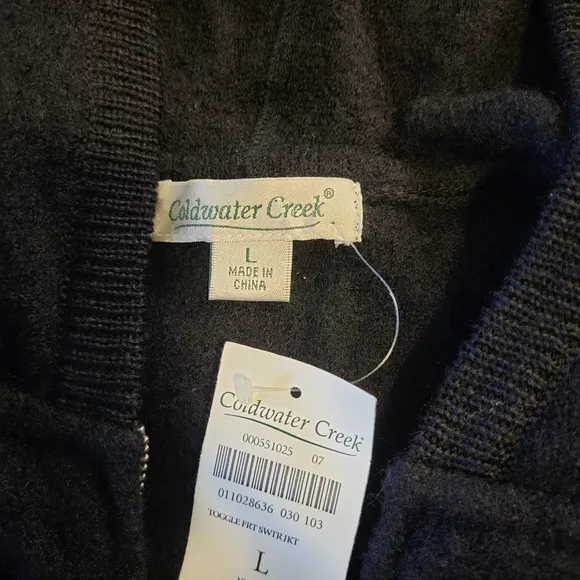 Coldwater Creek®
L
MADE IN
CHINA
Coldwater Creek®
000551025 07
011028636 030 103
TOGGLE FRT SWTR JKT
L